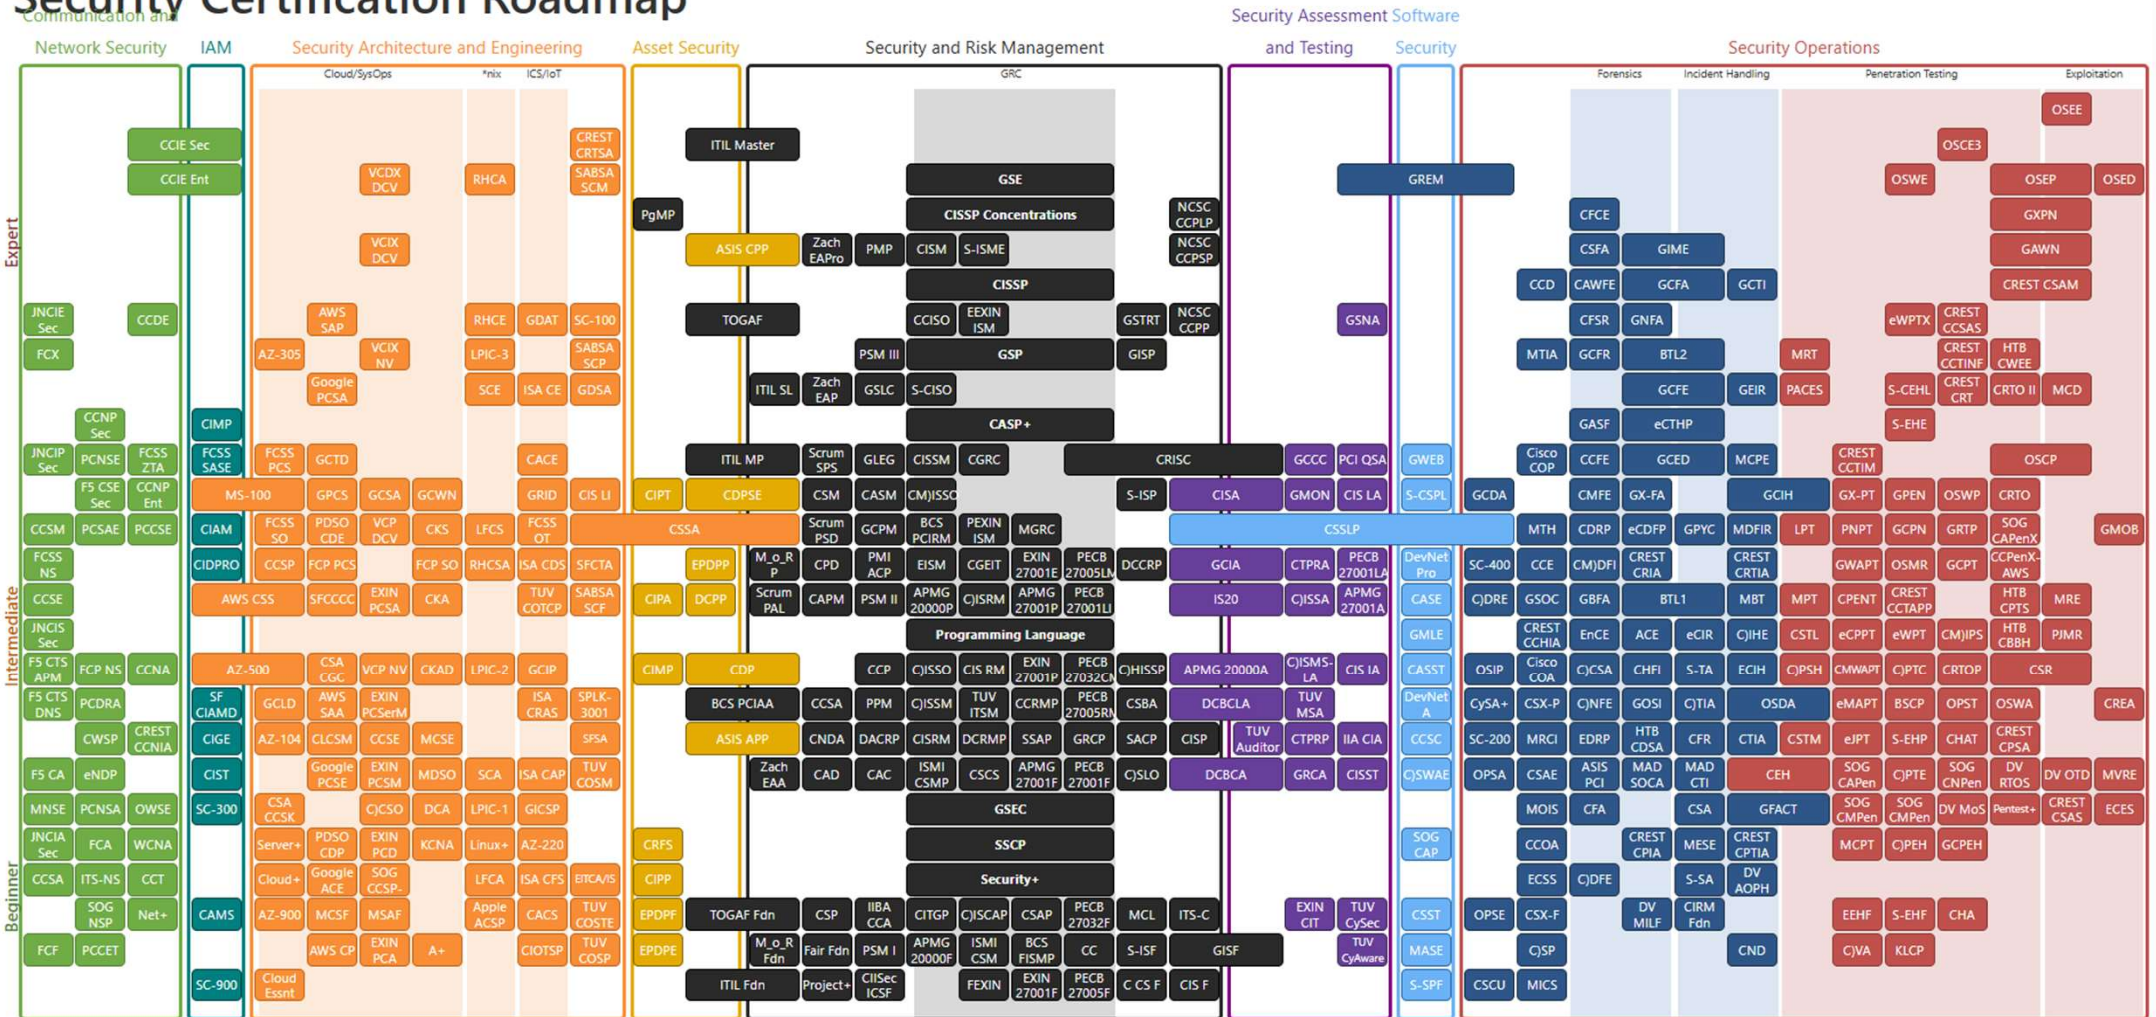 Security Certification Roadmap
Communication and
Security Assessment Software
Network Security IAM Security Architecture and Engineering Asset Security Security and Risk Management and Testing Security Security Operations
Cloud/SysOps *nix ICS/IoT GRC Forensics Incident Handling Penetration Testing Exploitation
Expert
Intermediate
Beginner
OSEE
CCIE Sec CREST CRTSA ITIL Master OSCE3
CCIE Ent VCDX DCV RHCA SABSA SCM GSE GREM OSWE OSEP OSED
PgMP CISSP Concentrations NCSC CCPLP CFCE GXPN
VCIX DCV ASIS CPP Zach EAPro PMP CISM S-ISME NCSC CCPSP CSFA GIME GAWN
CISSP CCD CAWFE GCFA GCTI CREST CSAM
JNCIE Sec CCDE AWS SAP RHCE GDAT SC-100 TOGAF CCISO EEXIN ISM GSTRT NCSC CCPP GSNA CFSR GNFA eWPTX CREST CCSAS
FCX AZ-305 VCIX NV LPIC-3 SABSA SCP PSM III GSP GISP MTIA GCFR BTL2 MRT CREST CCTINF HTB CWEE
Google PCSA SCE ISA CE GDSA ITIL SL Zach EAP GSLC S-CISO GCFE GEIR PACES S-CEHL CREST CRT CRTO II MCD
CCNP Sec CIMP CASP+ GASF eCTHP S-EHE
JNCIP Sec PCNSE FCSS ZTA FCSS SASE FCSS PCS GCTD CACE ITIL MP Scrum SPS GLEG CISSM CGRC CRISC GCCC PCI QSA GWEB Cisco COP CCFE GCED MCPE CREST CCTIM OSCP
F5 CSE Sec CCNP Ent MS-100 GPCS GCSA GCWN GRID CIS LI CIPT CDPSE CSM CASM CM)ISSO S-ISP CISA GMON CIS LA S-CSPL GCDA CMFE GX-FA GCIH GX-PT GPEN OSWP CRTO
CCSM PCSAE PCCSE CIAM FCSS SO PDSO CDE VCP DCV CKS LFCS FCSS OT CSSA Scrum PSD GCPM BCS PCIRM PEXIN ISM MGRC CSSLP MTH CDRP eCDFP GPYC MDFIR LPT PNPT GCPN GRTP SOG CAPenX GMOB
FCSS NS CIDPRO CCSP FCP PCS FCP SO RHCSA ISA CDS SFCTA EPDPP M_o_R P CPD PMI ACP EISM CGEIT EXIN 27001E PECB 27005LM DCCRP GCIA CTPRA PECB 27001LA DevNet Pro SC-400 CCE CM)DFI CREST CRIA CREST CRTIA GWAPT OSMR GCPT CCPenX-AWS
CCSE AWS CSS SFCCCC EXIN PCSA CKA TUV COTCP SABSA SCF CIPA DCPP Scrum PAL CAPM PSM II APMG 20000P C)ISRM APMG 27001P PECB 27001LI IS20 C)ISSA APMG 27001A CASE C)DRE GSOC GBFA BTL1 MBT MPT CPENT CREST CCTAPP HTB CPTS MRE
JNCIS Sec Programming Language GMLE CREST CCHIA EnCE ACE eCIR C)IHE CSTL eCPPT eWPT CM)IPS HTB CBBH PJMR
F5 CTS APM FCP NS CCNA AZ-500 CSA CGC VCP NV CKAD LPIC-2 GCIP CIMP CDP CCP C)ISSO CIS RM EXIN 27001P PECB 27032CM C)HISSP APMG 20000A C)ISMS-LA CIS IA CASST OSIP Cisco COA C)CSA CHFI S-TA ECIH C)PSH CMWAPT C)PTC CRTOP CSR
F5 CTS DNS PCDRA SF CIAMD GCLD AWS SAA EXIN PCSerM ISA CRAS SPLK-3001 BCS PCIAA CCSA PPM C)ISSM TUV ITSM CCRMP PECB 27005RM CSBA DCBCLA TUV MSA DevNet A CySA+ CSX-P C)NFE GOSI C)TIA OSDA eMAPT BSCP OPST OSWA CREA
CWSP CREST CCNIA CIGE AZ-104 CLCSM CCSE MCSE SFSA ASIS APP CNDA DACRP CISRM DCRMP SSAP GRCP SACP CISP TUV Auditor CTPRP IIA CIA CCSC SC-200 MRCI EDRP HTB CDSA CFR CTIA CSTM eJPT S-EHP CHAT CREST CPSA
F5 CA eNDP CIST Google PCSE EXIN PCSM MDSO SCA ISA CAP TUV COSM Zach EAA CAD CAC ISMI CSMP CSCS APMG 27001F PECB 27001F C)SLO DCBCA GRCA CISST C)SWAE OPSA CSAE ASIS PCI MAD SOCA MAD CTI CEH SOG CAPen C)PTE SOG CNPen DV RTOS DV OTD MVRE
MNSE PCNSA OWSE SC-300 CSA CCSK C)CSO DCA LPIC-1 GICSP GSEC MOIS CFA CSA GFACT SOG CMPen SOG CMPen DV MoS Pentest+ CREST CSAS ECES
JNCIA Sec FCA WCNA Server+ PDSO CDP EXIN PCD KCNA Linux+ AZ-220 CRFS SSCP SOG CAP CCOA CREST CPIA MESE CREST CPTIA MCPT C)PEH GCPEH
CCSA ITS-NS CCT Cloud+ Google ACE SOG CCSP- LFCA ISA CFS EITCA/IS CIPP Security+ ECSS C)DFE S-SA DV AOPH
SOG NSP Net+ CAMS AZ-900 MCSF MSAF Apple ACSP CACS TUV COSTE EPDPF TOGAF Fdn CSP IIBA CCA CITGP C)ISCAP CSAP PECB 27032F MCL ITS-C EXIN CIT TUV CySec CSST OPSE CSX-F DV MILF CIRM Fdn EEHF S-EHF CHA
FCF PCCET AWS CP EXIN PCA A+ CIOTSP TUV COSP EPDPE M_o_R Fdn Fair Fdn PSM I APMG 20000F ISMI CSM BCS FISMP CC S-ISF GISF TUV CyAware MASE C)SP CND C)VA KLCP
SC-900 Cloud Essnt ITIL Fdn Project+ CIISec ICSF FEXIN EXIN 27001F PECB 27005F C CS F CIS F S-SPF CSCU MICS